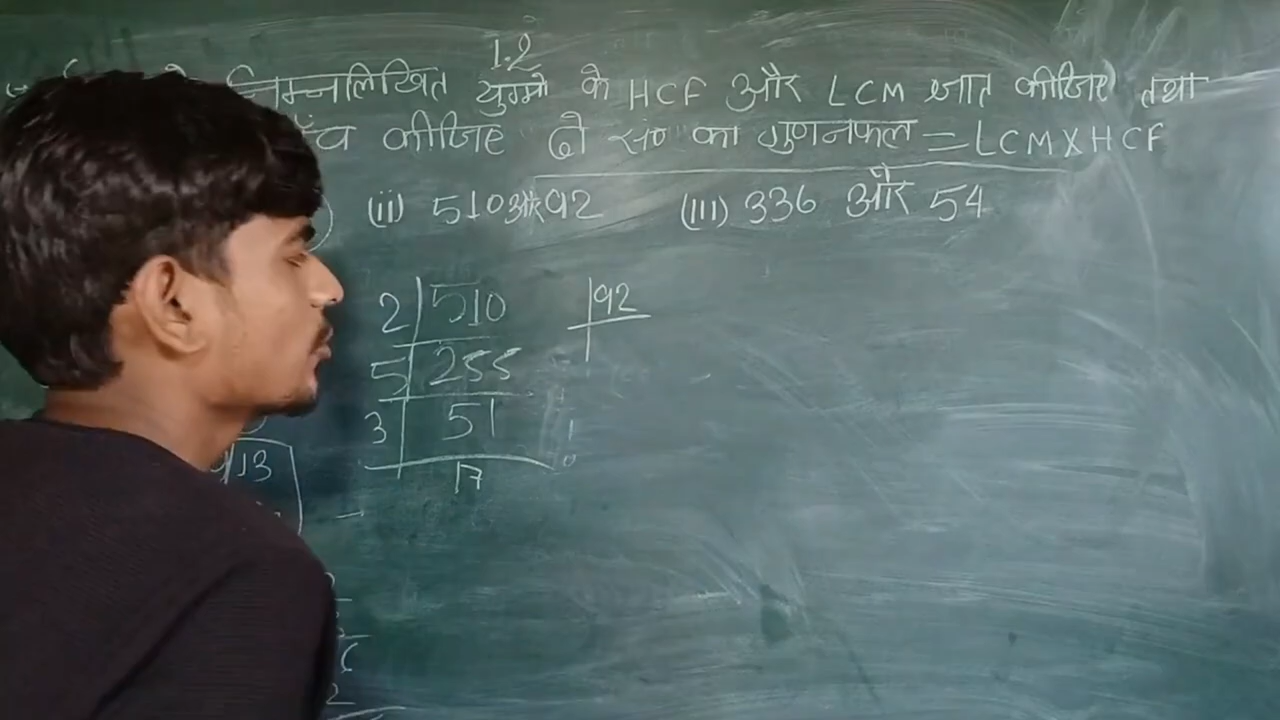 1.2
निम्नलिखित युग्मो के HCF और LCM ज्ञात कीजिए तथा
च कीजिए दो सं० का गुणनफल = LCM X HCF
(ii) 510 और 92 (III) 336 और 54
2 510 92
5 255
3 51
17
13